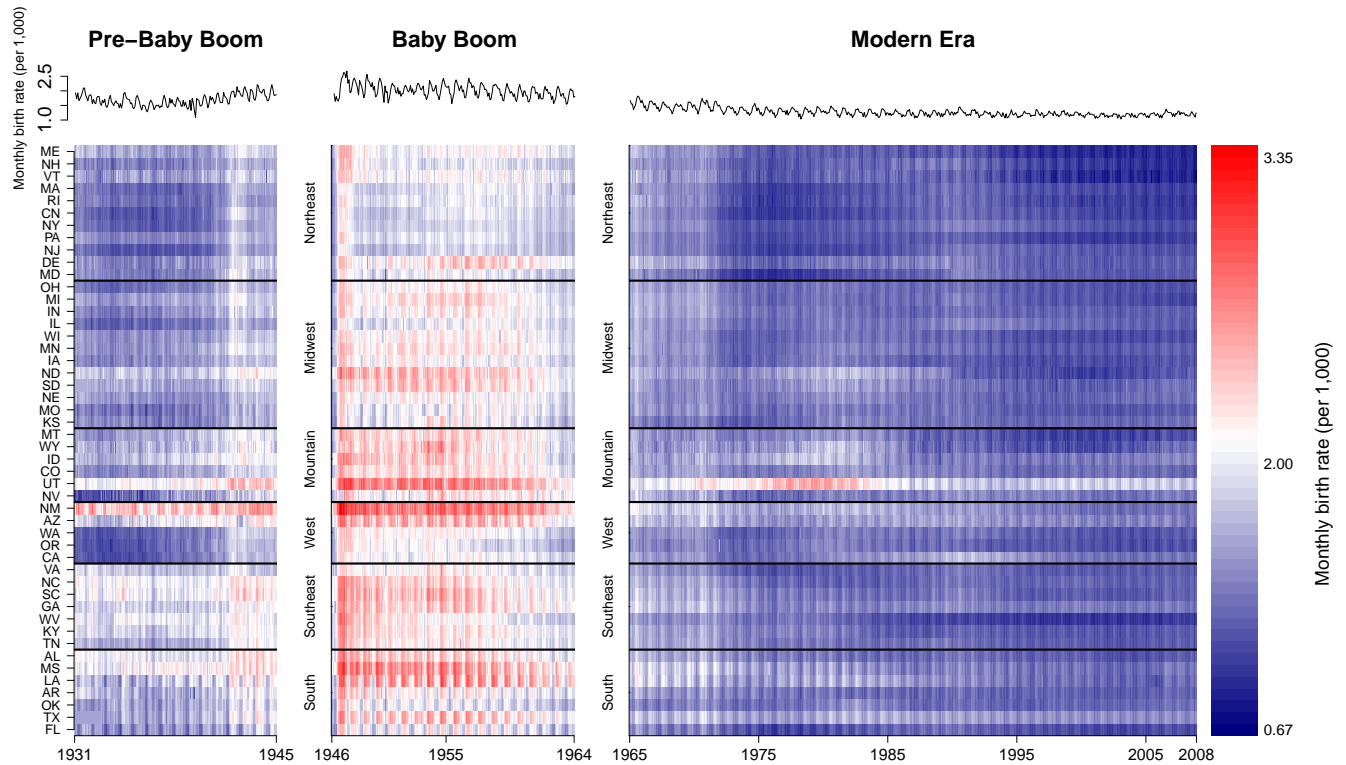 Pre−Baby Boom
Baby Boom
Modern Era
Monthly birth rate (per 1,000)
2.5
1.0
ME
NH
VT
MA
RI
CN
NY
PA
NJ
DE
MD
OH
MI
IN
IL
WI
MN
IA
ND
SD
NE
MO
KS
MT
WY
ID
CO
UT
NV
NM
AZ
WA
OR
CA
VA
NC
SC
GA
WV
KY
TN
AL
MS
LA
AR
OK
TX
FL
1931
1945
Northeast
Midwest
Mountain
West
Southeast
South
1946
1955
1964
Northeast
Midwest
Mountain
West
Southeast
South
1965
1975
1985
1995
2005
2008
3.35
2.00
0.67
Monthly birth rate (per 1,000)